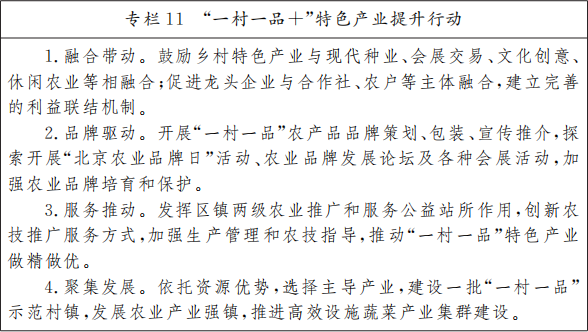 专栏11 “一村一品+”特色产业提升行动
1.融合带动。鼓励乡村特色产业与现代种业、会展交易、文化创意、
休闲农业等相融合;促进龙头企业与合作社、农户等主体融合,建立完善
的利益联结机制。
2.品牌驱动。开展“一村一品”农产品品牌策划、包装、宣传推介,探
索开展“北京农业品牌日”活动、农业品牌发展论坛及各种会展活动,加
强农业品牌培育和保护。
3.服务推动。发挥区镇两级农业推广和服务公益站所作用,创新农
技推广服务方式,加强生产管理和农技指导,推动“一村一品”特色产业
做精做优。
4.聚集发展。依托资源优势,选择主导产业,建设一批“一村一品”
示范村镇,发展农业产业强镇,推进高效设施蔬菜产业集群建设。